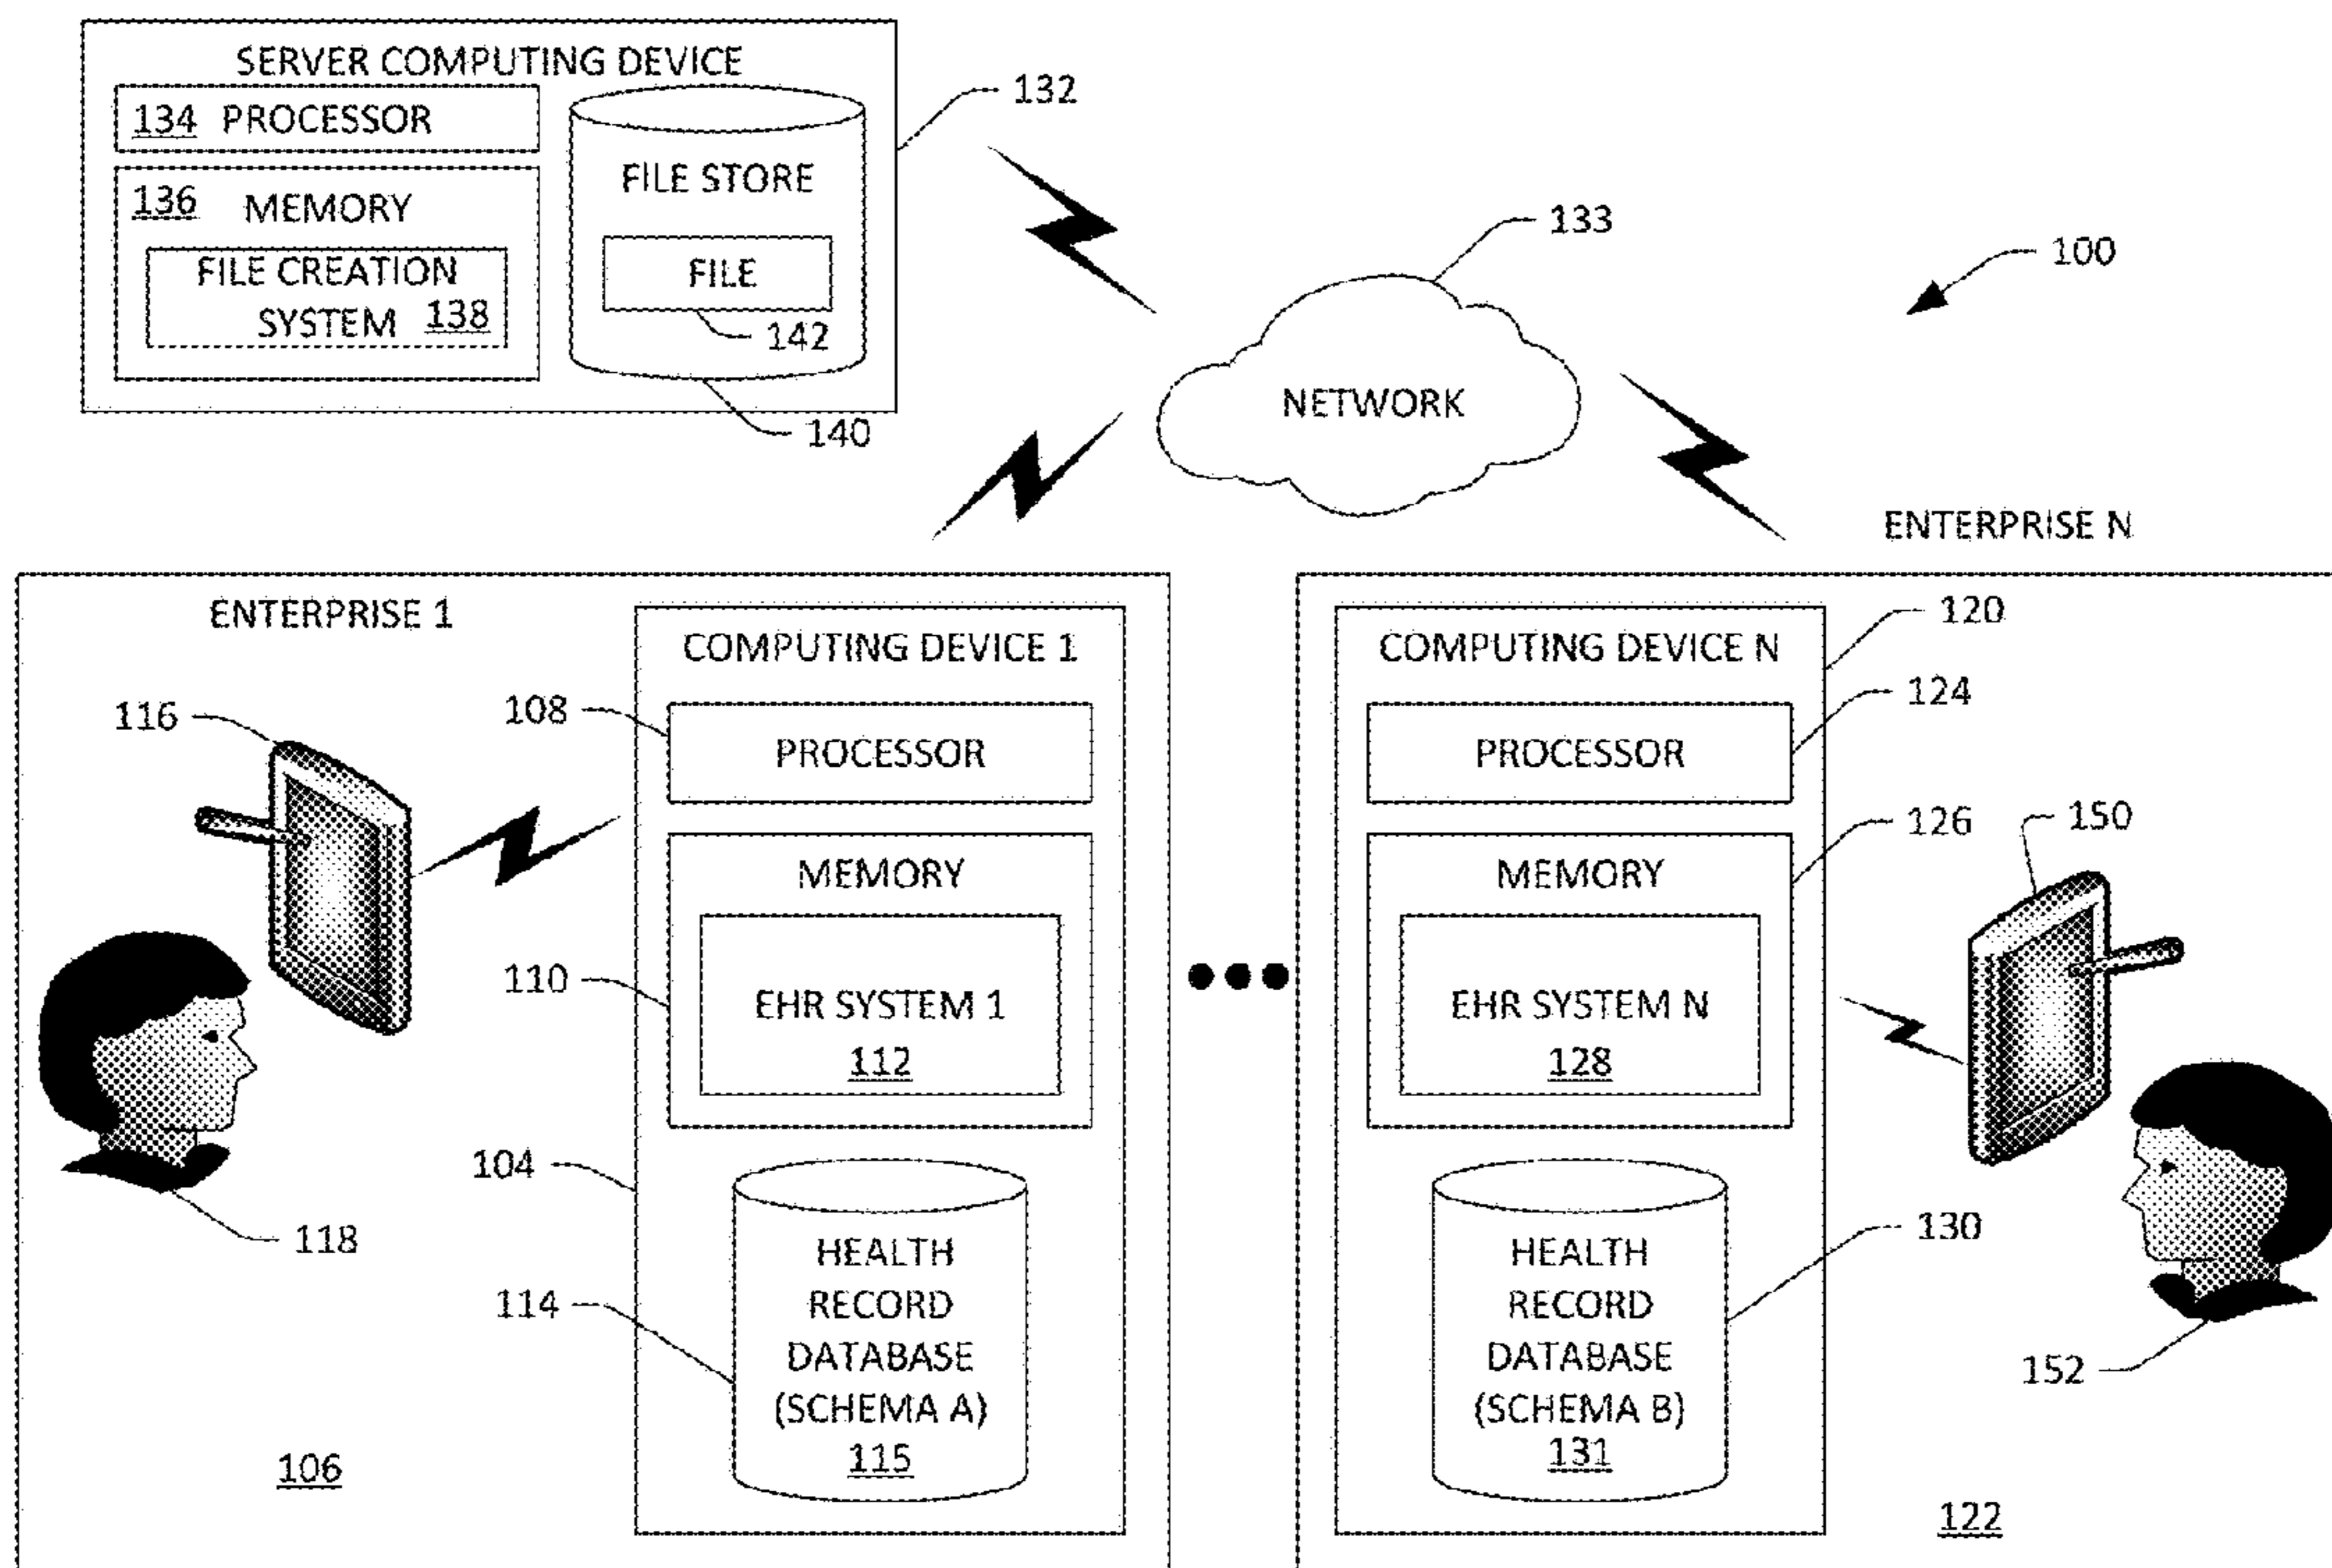 SERVER COMPUTING DEVICE
134 PROCESSOR
136 MEMORY
FILE CREATION
SYSTEM 138
FILE STORE
FILE
142
140
132
133
NETWORK
100
ENTERPRISE 1
COMPUTING DEVICE 1
108
PROCESSOR
116
MEMORY
110
EHR SYSTEM 1
112
104
118
114
HEALTH
RECORD
DATABASE
(SCHEMA A)
115
106
ENTERPRISE N
COMPUTING DEVICE N
120
PROCESSOR
124
MEMORY
126
150
EHR SYSTEM N
128
HEALTH
RECORD
DATABASE
(SCHEMA B)
131
130
152
122